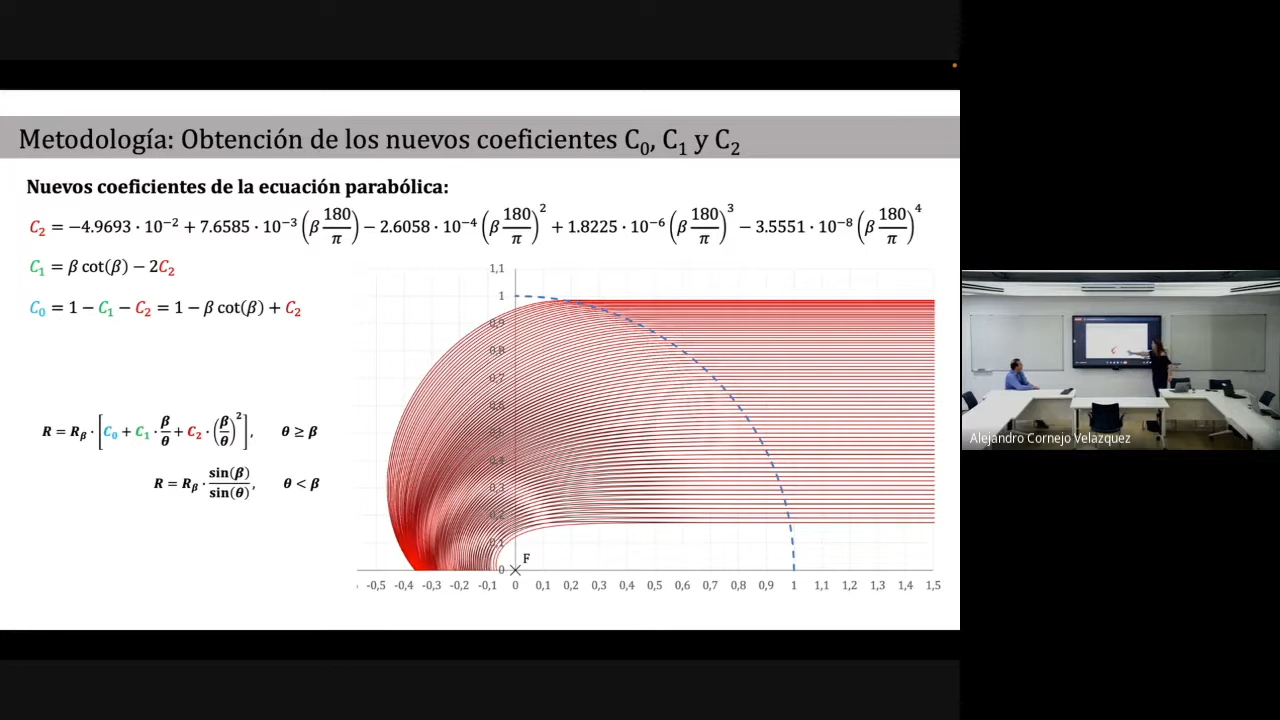 Metodología: Obtención de los nuevos coeficientes C₀, C₁ y C₂
Nuevos coeficientes de la ecuación parabólica:
C₂ = −4.9693 · 10⁻² + 7.6585 · 10⁻³ (β 180/π) − 2.6058 · 10⁻⁴ (β 180/π)² + 1.8225 · 10⁻⁶ (β 180/π)³ − 3.5551 · 10⁻⁸ (β 180/π)⁴
C₁ = β cot(β) − 2C₂
C₀ = 1 − C₁ − C₂ = 1 − β cot(β) + C₂
R = R_β · [C₀ + C₁ · β/θ + C₂ · (β/θ)²], θ ≥ β
R = R_β · sin(β)/sin(θ), θ < β
1,1
1
0,9
0,8
0,7
0,6
0,5
0,4
0,3
0,2
0,1
0
F
-0,5 -0,4 -0,3 -0,2 -0,1 0 0,1 0,2 0,3 0,4 0,5 0,6 0,7 0,8 0,9 1 1,1 1,2 1,3 1,4 1,5
Alejandro Cornejo Velazquez